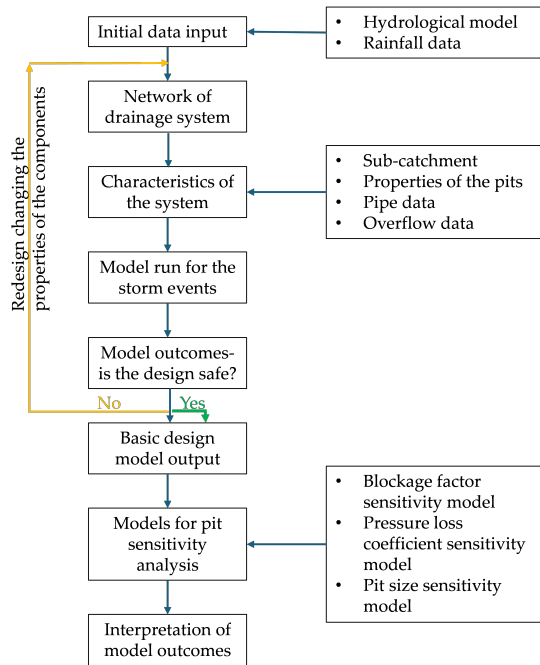 Initial data input
• Hydrological model
• Rainfall data
Redesign changing the
properties of the components
Network of
drainage system
Characteristics of
the system
• Sub-catchment
• Properties of the pits
• Pipe data
• Overflow data
Model run for the
storm events
Model outcomes-
is the design safe?
No
Yes
Basic design
model output
Models for pit
sensitivity
analysis
• Blockage factor
sensitivity model
• Pressure loss
coefficient sensitivity
model
• Pit size sensitivity
model
Interpretation of
model outcomes